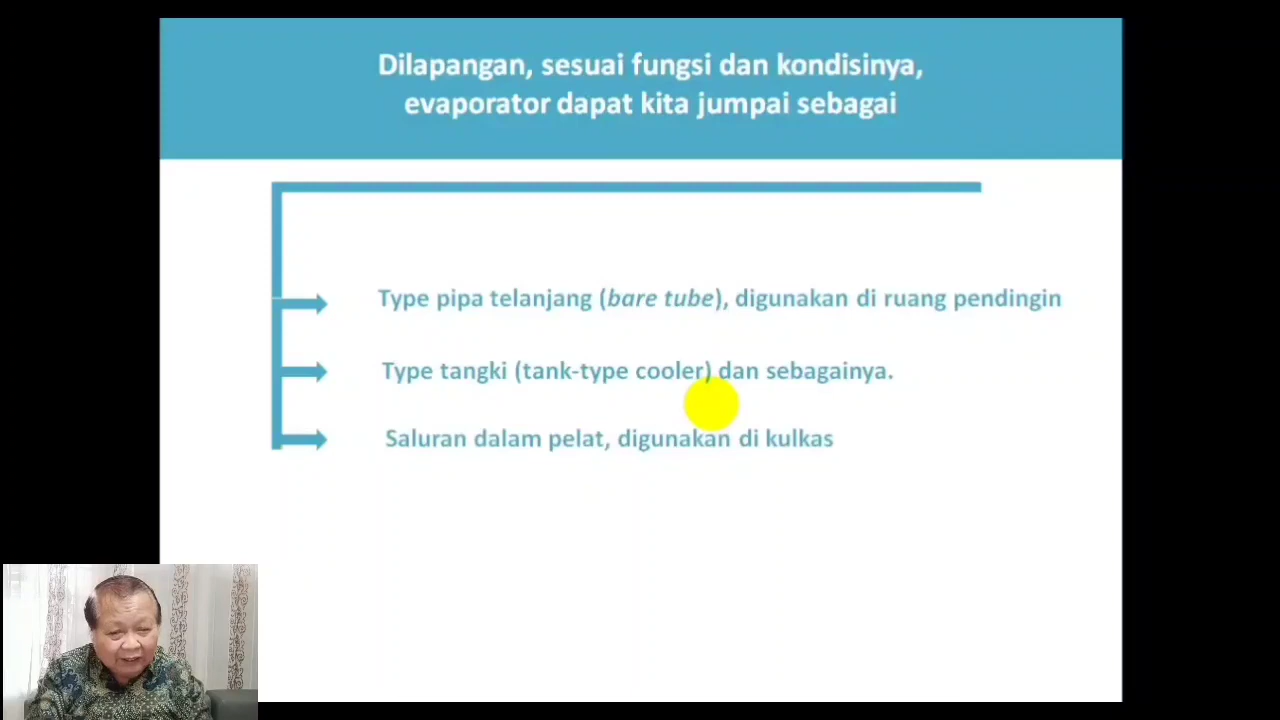 Dilapangan, sesuai fungsi dan kondisinya,
evaporator dapat kita jumpai sebagai
Type pipa telanjang (bare tube), digunakan di ruang pendingin
Type tangki (tank-type cooler) dan sebagainya.
Saluran dalam pelat, digunakan di kulkas